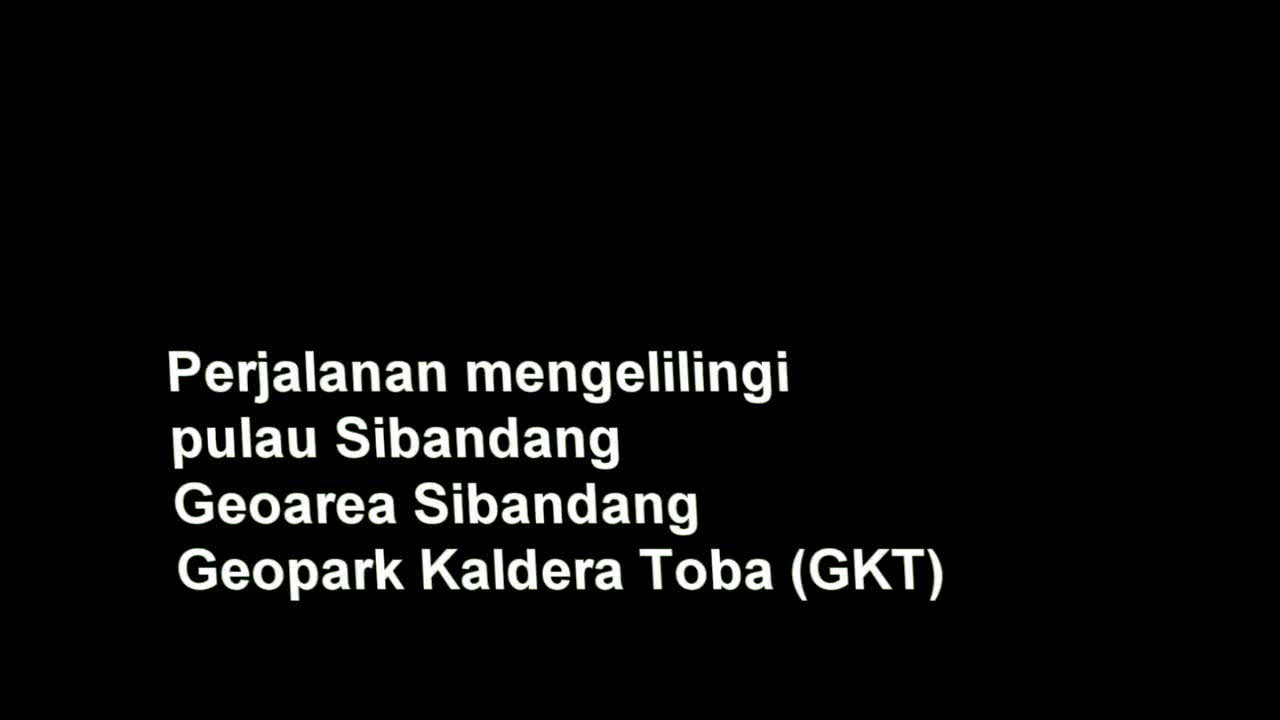 Perjalanan mengelilingi
pulau Sibandang
Geoarea Sibandang
Geopark Kaldera Toba (GKT)